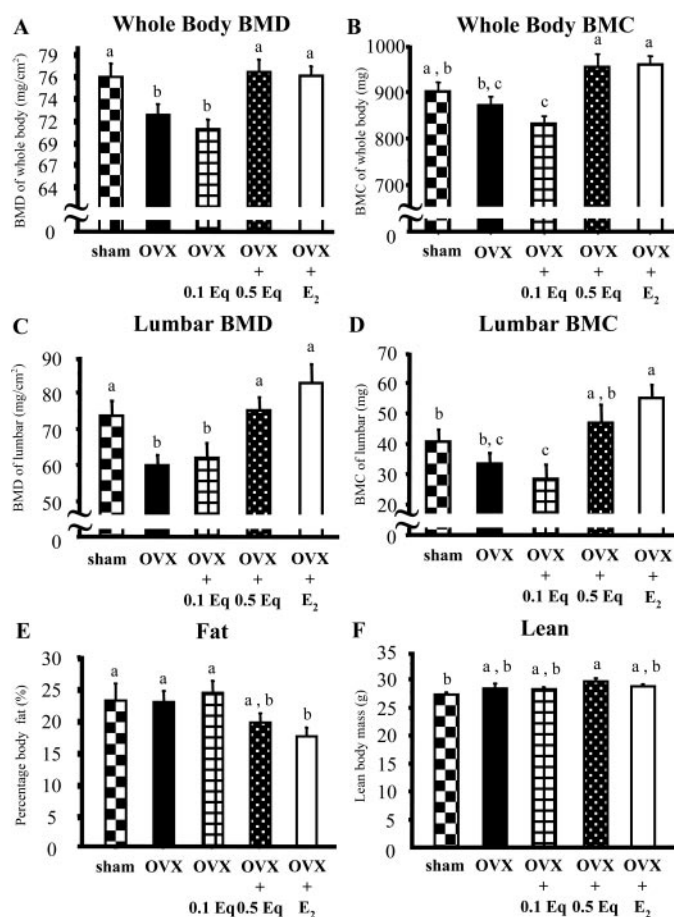 A Whole Body BMD
BMD of whole body (mg/cm²)
79
76
74
72
69
67
64
0
a
b
b
a
a
sham OVX OVX OVX OVX
+ + +
0.1 Eq 0.5 Eq E₂
B Whole Body BMC
BMC of whole body (mg)
1000
900
800
700
0
a , b
b, c
c
a
a
sham OVX OVX OVX OVX
+ + +
0.1 Eq 0.5 Eq E₂
C Lumbar BMD
BMD of lumbar (mg/cm²)
90
80
70
60
50
0
a
b
b
a
a
sham OVX OVX OVX OVX
+ + +
0.1 Eq 0.5 Eq E₂
D Lumbar BMC
BMC of lumbar (mg)
70
60
50
40
30
20
0
b
b, c
c
a , b
a
sham OVX OVX OVX OVX
+ + +
0.1 Eq 0.5 Eq E₂
E Fat
Percentage body fat (%)
30
25
20
15
10
5
0
a
a
a
a , b
b
sham OVX OVX OVX OVX
+ + +
0.1 Eq 0.5 Eq E₂
F Lean
Lean body mass (g)
35
30
25
20
15
10
5
0
b
a , b
a , b
a
a , b
sham OVX OVX OVX OVX
+ + +
0.1 Eq 0.5 Eq E₂